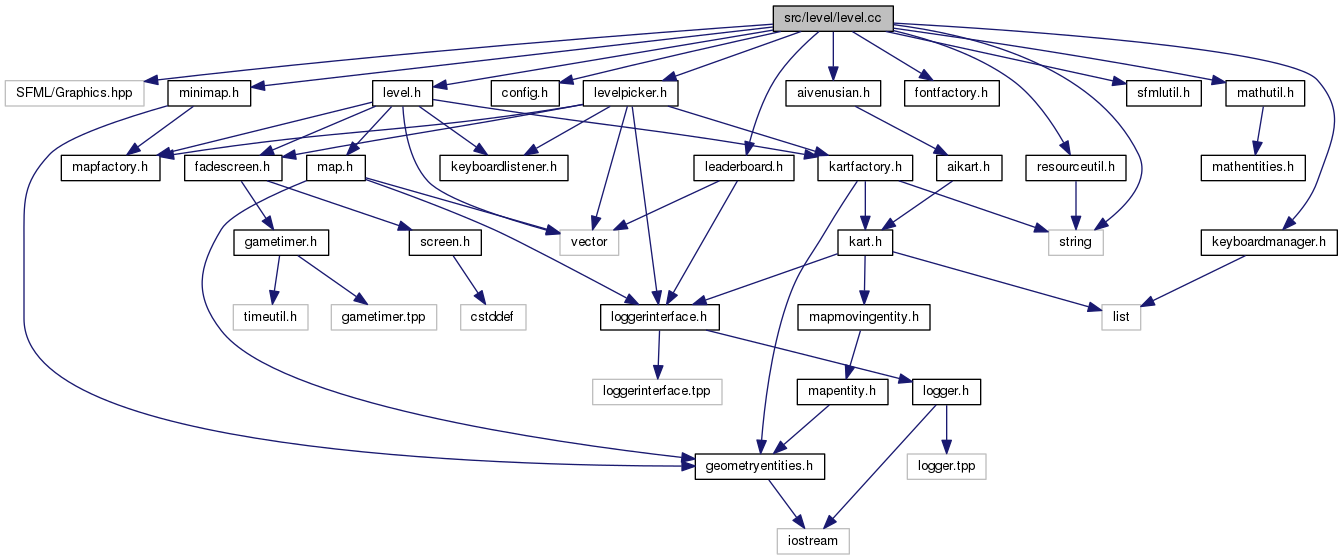 src/level/level.cc
SFML/Graphics.hpp
minimap.h
level.h
config.h
levelpicker.h
aivenusian.h
fontfactory.h
sfmlutil.h
mathutil.h
mapfactory.h
fadescreen.h
map.h
keyboardlistener.h
leaderboard.h
kartfactory.h
aikart.h
resourceutil.h
mathentities.h
gametimer.h
screen.h
vector
kart.h
string
keyboardmanager.h
timeutil.h
gametimer.tpp
cstddef
loggerinterface.h
mapmovingentity.h
list
loggerinterface.tpp
mapentity.h
logger.h
geometryentities.h
logger.tpp
iostream